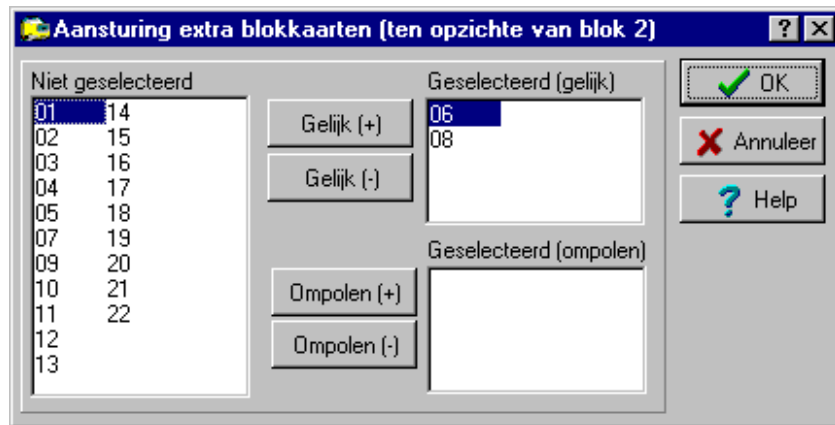 Aansturing extra blokkaarten (ten opzichte van blok 2)
Niet geselecteerd
01 14
02 15
03 16
04 17
05 18
07 19
09 20
10 21
11 22
12
13
Gelijk (+)
Gelijk (-)
Ompolen (+)
Ompolen (-)
Geselecteerd (gelijk)
06
08
Geselecteerd (ompolen)
OK
Annuleer
Help